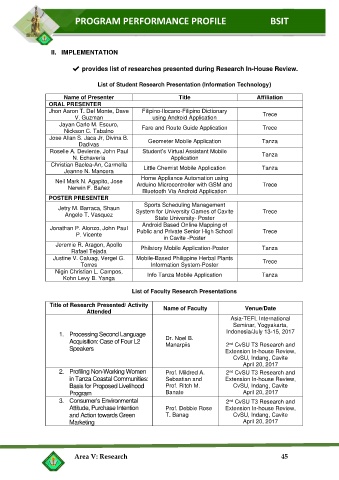 PROGRAM PERFORMANCE PROFILE BSIT
II. IMPLEMENTATION
✔ provides list of researches presented during Research In-House Review.
List of Student Research Presentation (Information Technology)
Name of Presenter Title Affiliation
ORAL PRESENTER
Jhon Aaron T. Del Monte, Dave V. Guzman Filipino-Ilocano-Filipino Dictionary using Android Application Trece
Jayan Carlo M. Escuro, Nickson C. Tabalno Fare and Route Guide Application Trece
Jose Allan S. Jaca Jr, Divina B. Dadivas Geometer Mobile Application Tanza
Roselle A. Deviente, John Paul N. Echaveria Student's Virtual Assistant Mobile Application Tanza
Christian Baclea-An, Carmella Jeanne N. Mancera Little Chemist Mobile Application Tanza
Neil Mark N. Agapito, Jose Nerwin F. Bañez Home Appliance Automation using Arduino Microcontroller with GSM and Bluetooth Via Android Application Trece
POSTER PRESENTER
Jetry M. Barraca, Shaun Angelo T. Vasquez Sports Scheduling Management System for University Games of Cavite State University- Poster Trece
Jonathan P. Alonzo, John Paul P. Vicente Android Based Online Mapping of Public and Private Senior High School in Cavite -Poster Trece
Jeremie R. Aragon, Apollo Rafael Tejada Philstory Mobile Application-Poster Tanza
Justine V. Caluag, Vergel G. Torres Mobile-Based Philippine Herbal Plants Information System-Poster Trece
Nigin Christian L. Campos, Kohn Levy B. Yanga Info Tanza Mobile Application Tanza
List of Faculty Research Presentations
Title of Research Presented/ Activity Attended Name of Faculty Venue/Date
1. Processing Second Language Acquisition: Case of Four L2 Speakers Dr. Noel B. Manarpiis Asia-TEFL International Seminar, Yogyakarta, Indonesia/July 13-15, 2017
2nd CvSU T3 Research and Extension In-house Review, CvSU, Indang, Cavite April 20, 2017
2. Profiling Non-Working Women in Tanza Coastal Communities: Basis for Proposed Livelihood Program Prof. Mildred A. Sebastian and Prof. Ritch M. Banate 2nd CvSU T3 Research and Extension In-house Review, CvSU, Indang, Cavite April 20, 2017
3. Consumer's Environmental Attitude, Purchase Intention and Action towards Green Marketing Prof. Debbie Rose T. Banag 2nd CvSU T3 Research and Extension In-house Review, CvSU, Indang, Cavite April 20, 2017
Area V: Research 45